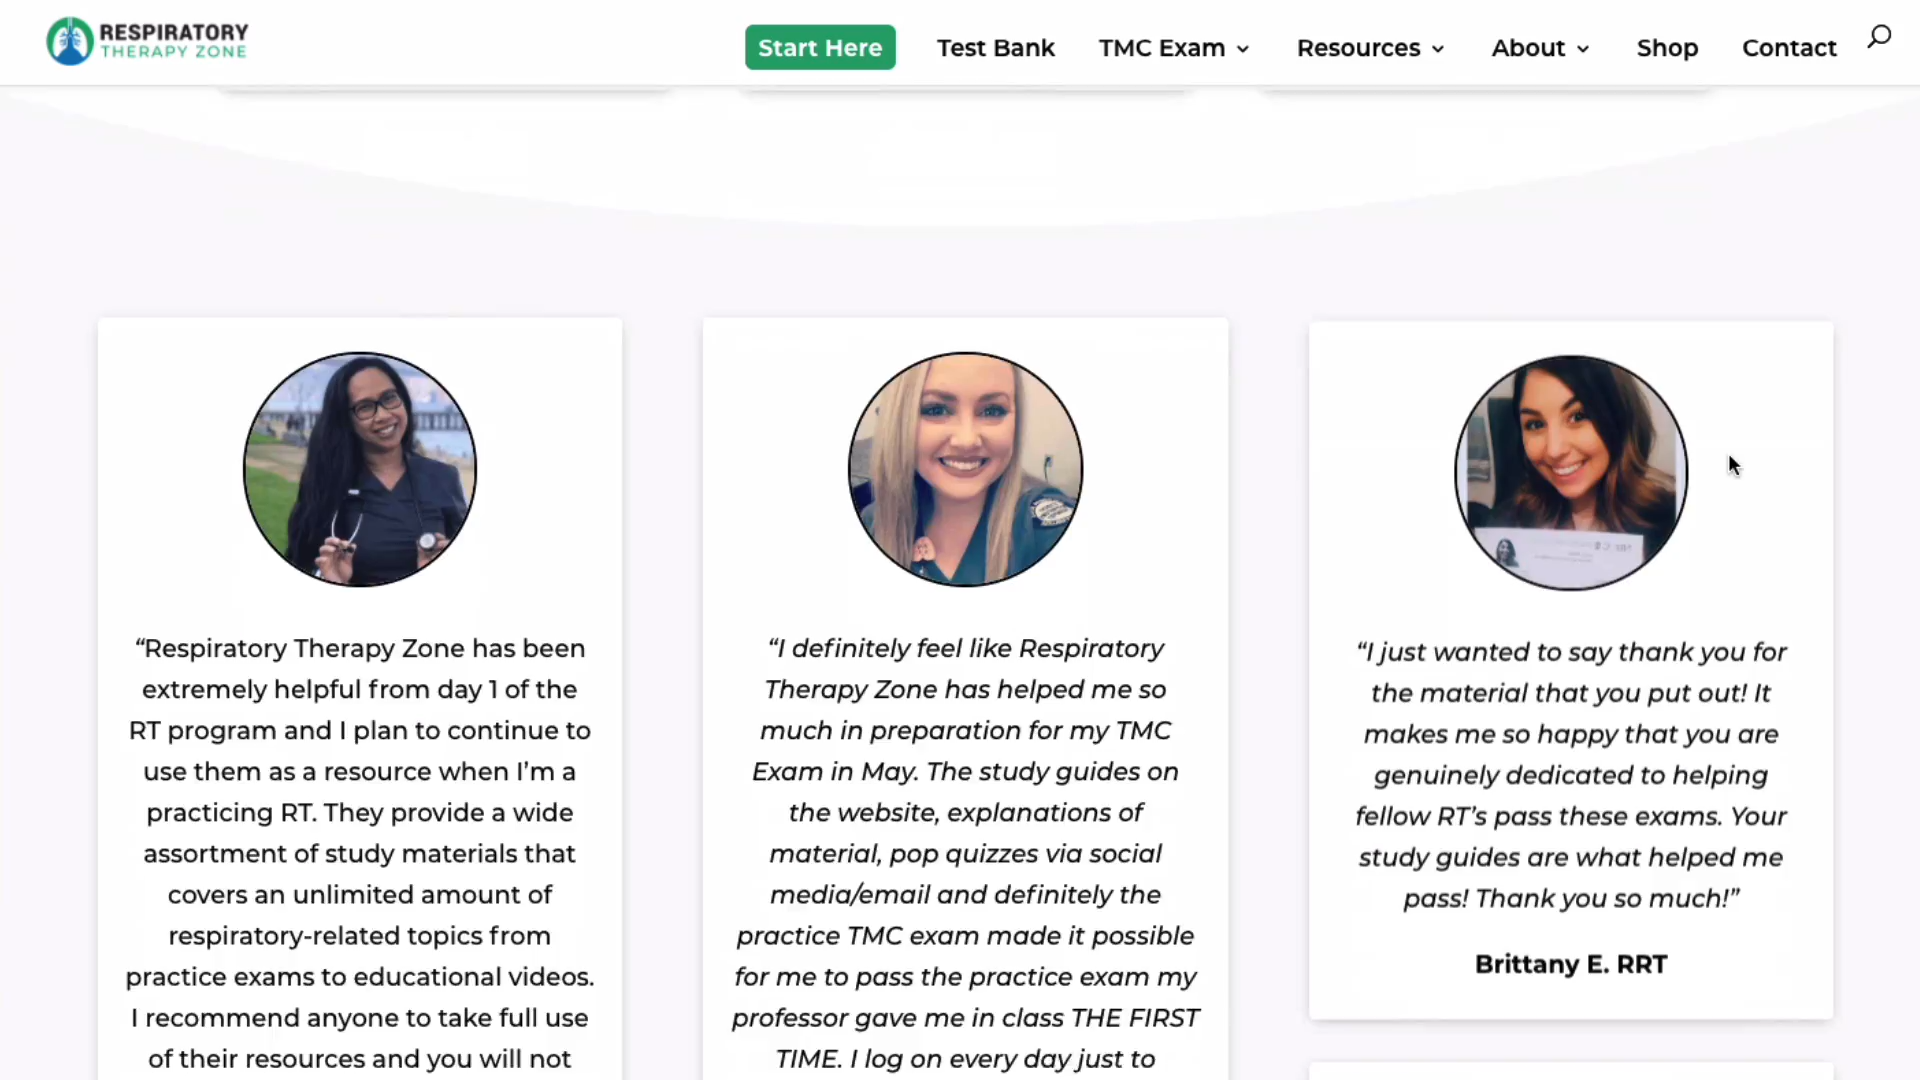 RESPIRATORY
THERAPY ZONE
Start Here
Test Bank
TMC Exam
Resources
About
Shop
Contact
“Respiratory Therapy Zone has been
extremely helpful from day 1 of the
RT program and I plan to continue to
use them as a resource when I’m a
practicing RT. They provide a wide
assortment of study materials that
covers an unlimited amount of
respiratory-related topics from
practice exams to educational videos.
I recommend anyone to take full use
of their resources and you will not
“I definitely feel like Respiratory
Therapy Zone has helped me so
much in preparation for my TMC
Exam in May. The study guides on
the website, explanations of
material, pop quizzes via social
media/email and definitely the
practice TMC exam made it possible
for me to pass the practice exam my
professor gave me in class THE FIRST
TIME. I log on every day just to
“I just wanted to say thank you for
the material that you put out! It
makes me so happy that you are
genuinely dedicated to helping
fellow RT’s pass these exams. Your
study guides are what helped me
pass! Thank you so much!”
Brittany E. RRT